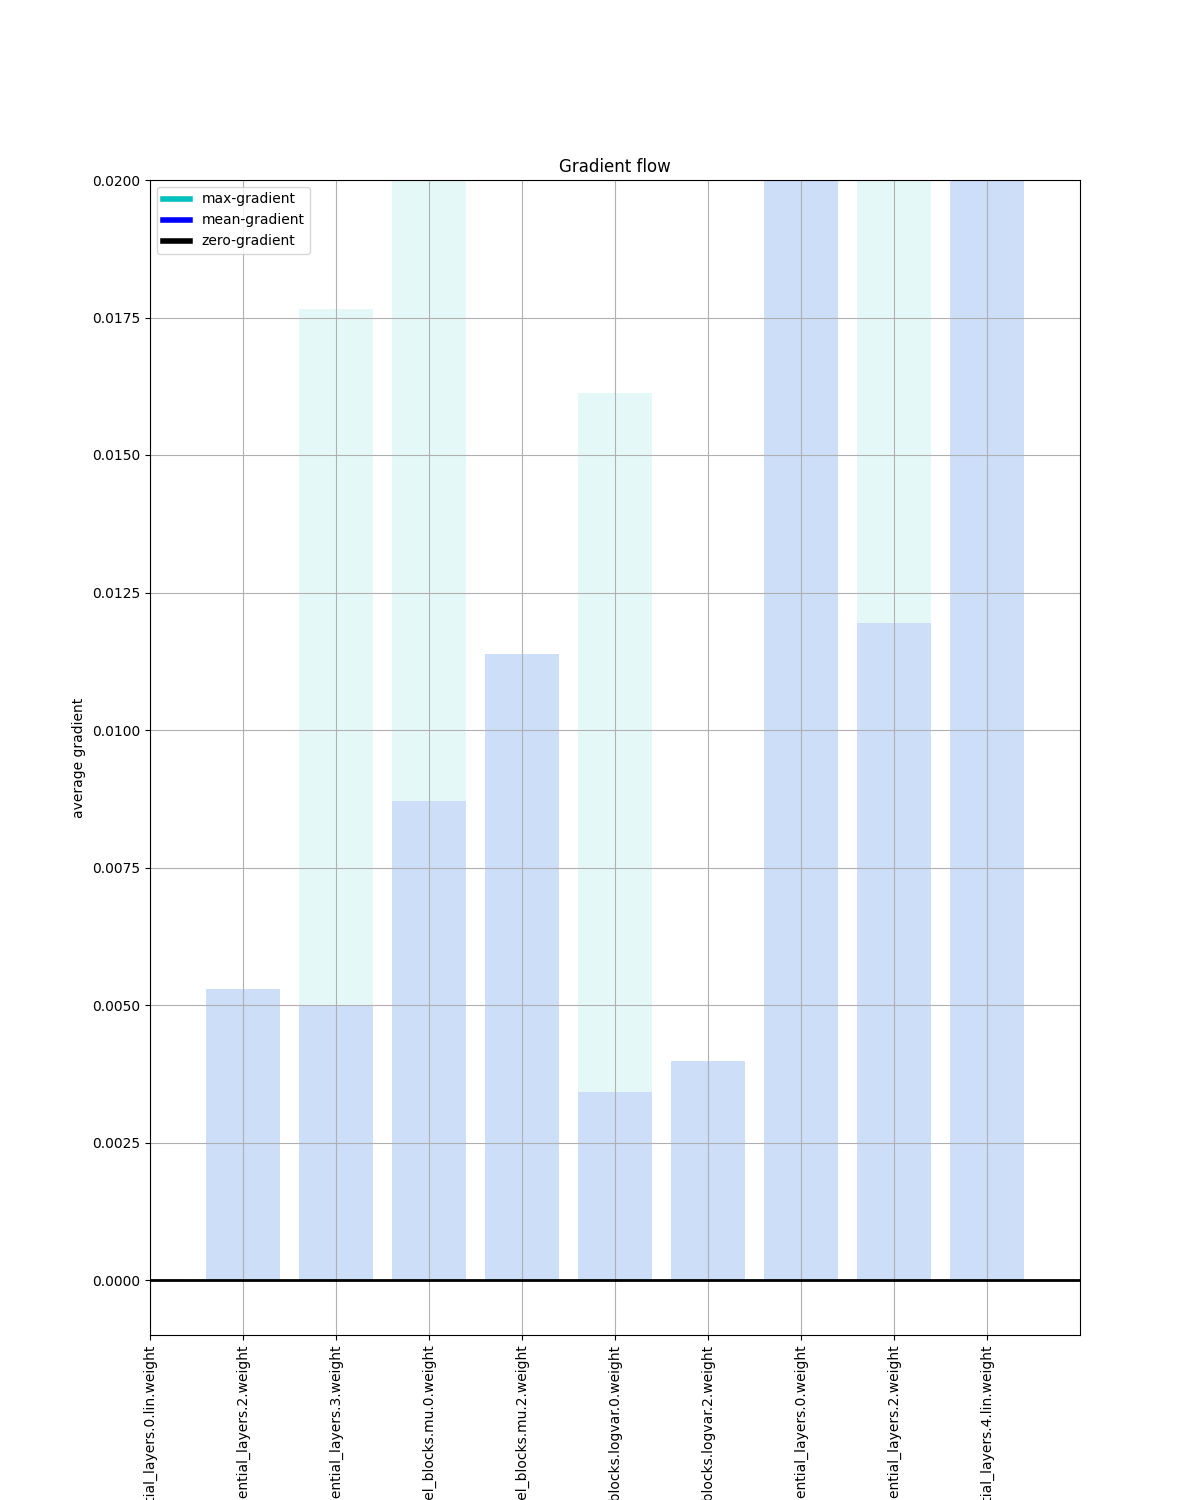 Gradient flow
max-gradient
mean-gradient
zero-gradient
0.0200
0.0175
0.0150
0.0125
0.0100
0.0075
0.0050
0.0025
0.0000
average gradient
tial_layers.0.lin.weight
ential_layers.2.weight
ential_layers.3.weight
el_blocks.mu.0.weight
el_blocks.mu.2.weight
blocks.logvar.0.weight
blocks.logvar.2.weight
ential_layers.0.weight
ential_layers.2.weight
tial_layers.4.lin.weight